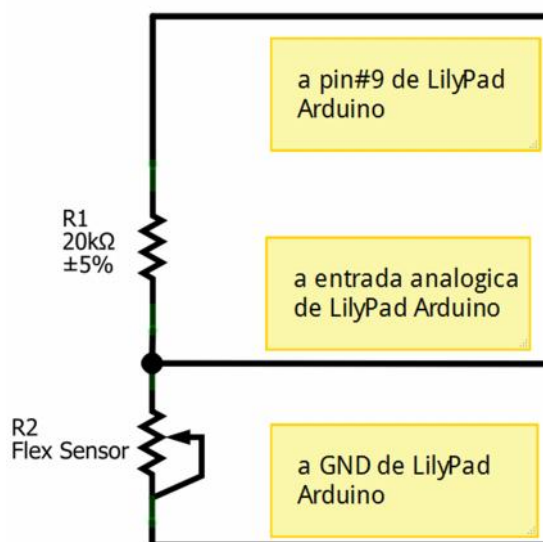 a pin#9 de LilyPad
Arduino
R1
20kΩ
±5%
a entrada analogica
de LilyPad Arduino
R2
Flex Sensor
a GND de LilyPad
Arduino